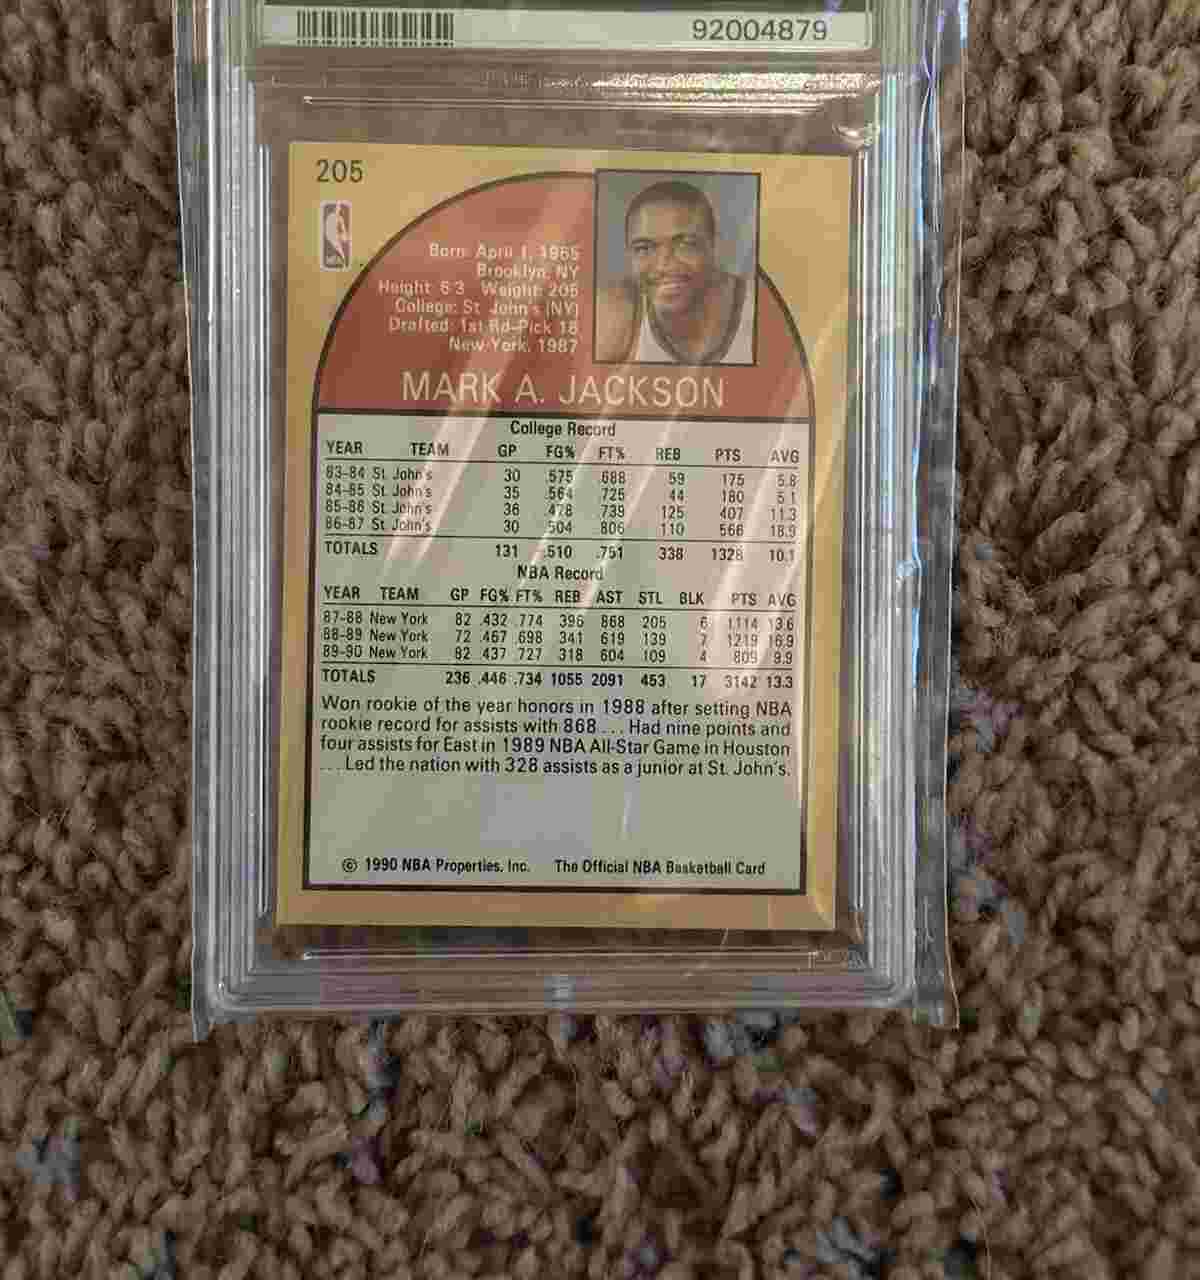 92004879
205
Born: April 1, 1965
Brooklyn, NY
Height: 6'3 Weight: 205
College: St. John's (NY)
Drafted: 1st Rd-Pick 18
New York, 1987
MARK A. JACKSON
College Record
YEAR TEAM GP FG% FT% REB PTS AVG
83-84 St. John's 30 .575 .688 59 175 5.8
84-85 St. John's 35 .564 .725 44 180 5.1
85-86 St. John's 36 .478 .739 125 407 11.3
86-87 St. John's 30 .504 .806 110 566 18.9
TOTALS 131 .510 .751 338 1328 10.1
NBA Record
YEAR TEAM GP FG% FT% REB AST STL BLK PTS AVG
87-88 New York 82 .432 .774 396 868 205 6 1114 13.6
88-89 New York 72 .467 .698 341 619 139 7 1219 16.9
89-90 New York 82 .437 .727 318 604 109 4 809 9.9
TOTALS 236 .446 .734 1055 2091 453 17 3142 13.3
Won rookie of the year honors in 1988 after setting NBA
rookie record for assists with 868 ... Had nine points and
four assists for East in 1989 NBA All-Star Game in Houston
... Led the nation with 328 assists as a junior at St. John's.
© 1990 NBA Properties, Inc. The Official NBA Basketball Card